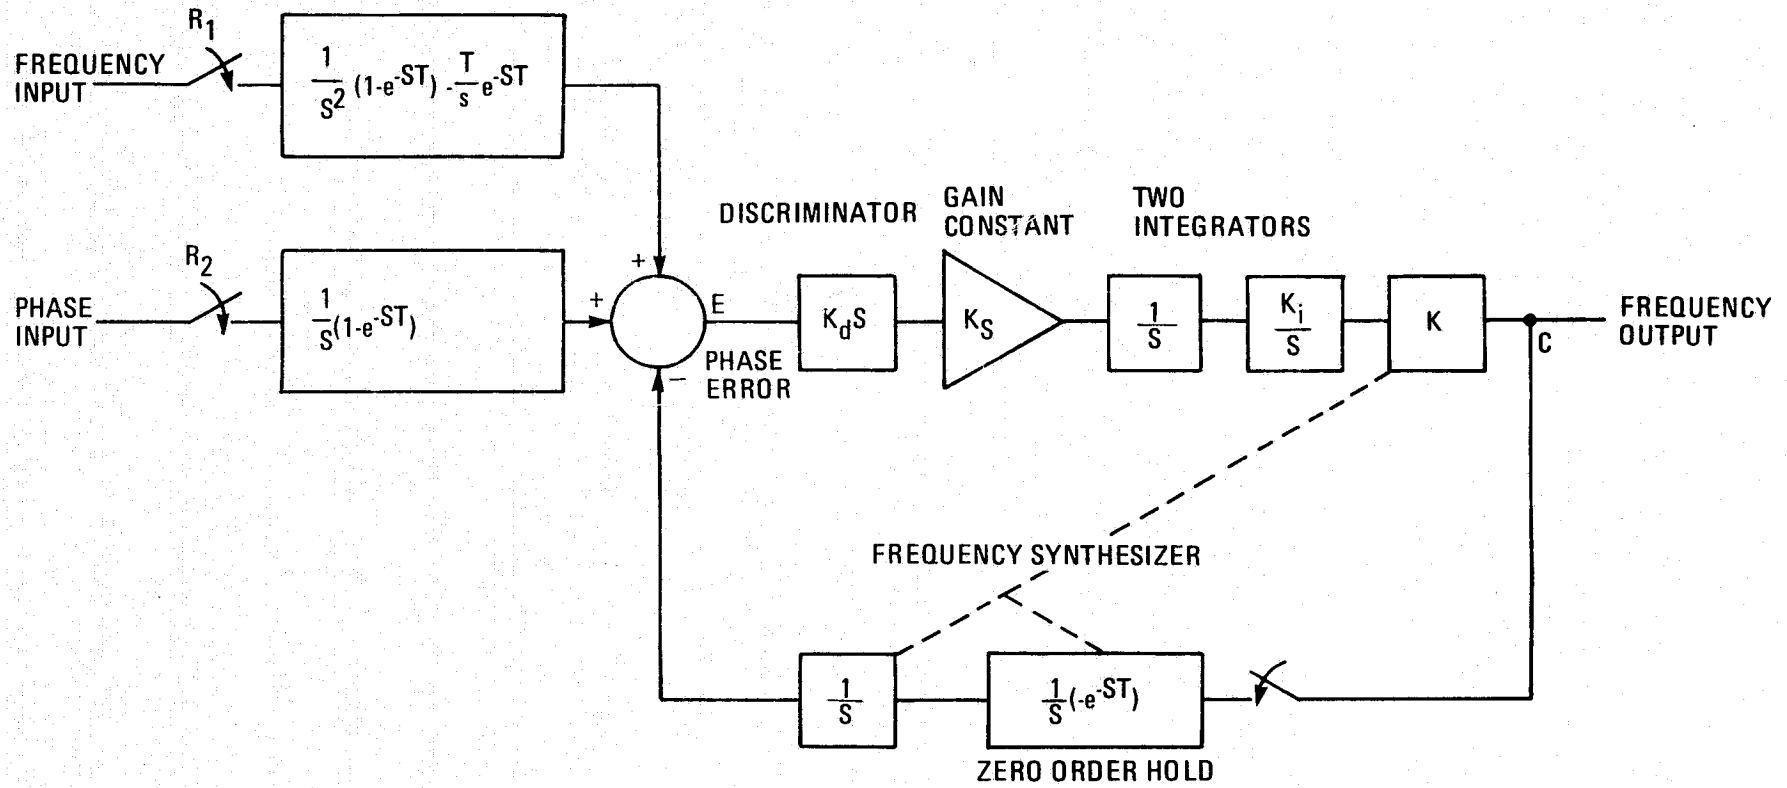 R1
FREQUENCY
INPUT
1/S² (1-e-ST) - T/s e-ST
DISCRIMINATOR
GAIN
CONSTANT
TWO
INTEGRATORS
R2
PHASE
INPUT
1/S (1-e-ST)
+
+
−
E
PHASE
ERROR
KdS
KS
1/S
Ki/S
K
C
FREQUENCY
OUTPUT
FREQUENCY SYNTHESIZER
1/S
1/S (-e-ST)
ZERO ORDER HOLD